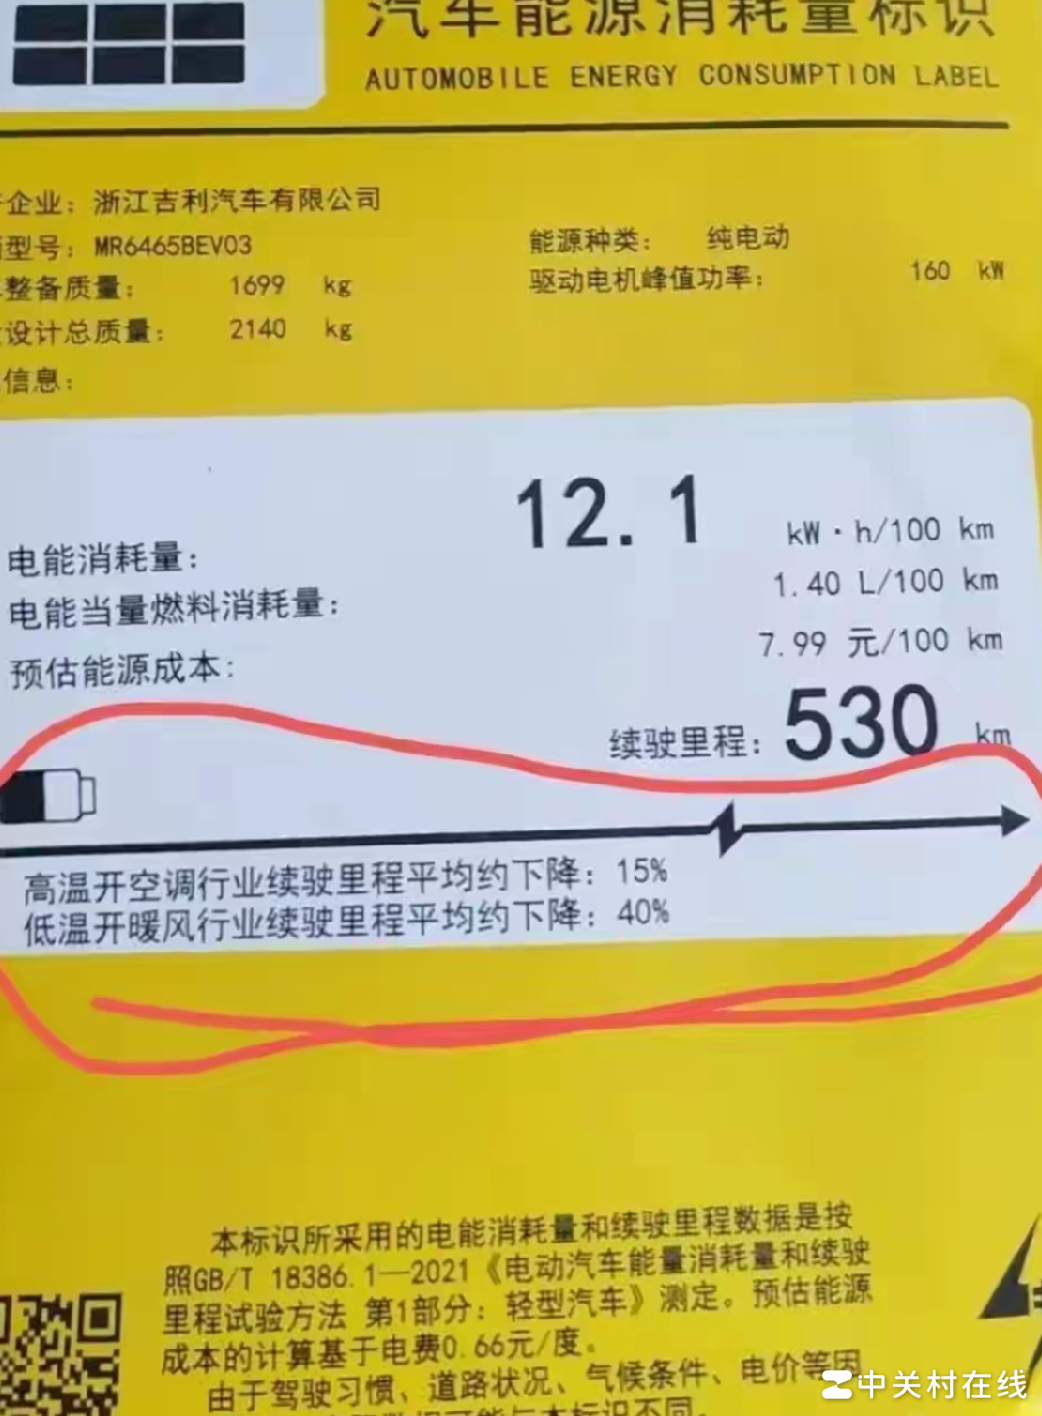 汽车能源消耗量标识
AUTOMOBILE ENERGY CONSUMPTION LABEL
企业：浙江吉利汽车有限公司
型号：MR6465BEV03
能源种类： 纯电动
整备质量： 1699 kg
驱动电机峰值功率： 160 kW
设计总质量： 2140 kg
信息：
电能消耗量： 12.1 kW·h/100 km
电能当量燃料消耗量： 1.40 L/100 km
预估能源成本： 7.99 元/100 km
续驶里程：530 km
高温开空调行业续驶里程平均约下降：15%
低温开暖风行业续驶里程平均约下降：40%
本标识所采用的电能消耗量和续驶里程数据是按
照GB/T 18386.1—2021《电动汽车能量消耗量和续驶
里程试验方法 第1部分：轻型汽车》测定。预估能源
成本的计算基于电费0.66元/度。
由于驾驶习惯、道路状况、气候条件、电价等因
与本标识不同。
中关村在线